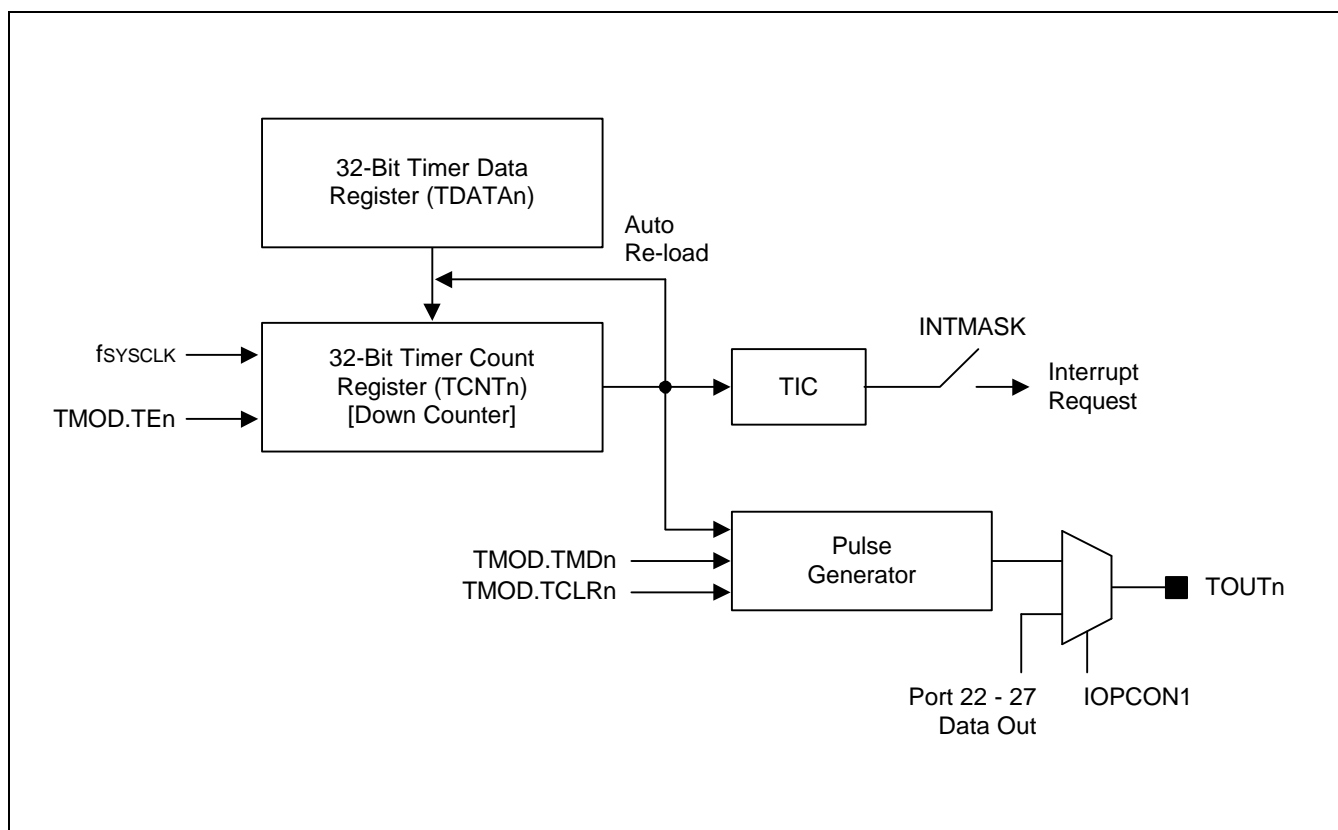 32-Bit Timer Data
Register (TDATAn)
Auto
Re-load
fSYSCLK
TMOD.TEn
32-Bit Timer Count
Register (TCNTn)
[Down Counter]
TIC
INTMASK
Interrupt
Request
TMOD.TMDn
TMOD.TCLRn
Pulse
Generator
TOUTn
Port 22 - 27
Data Out
IOPCON1